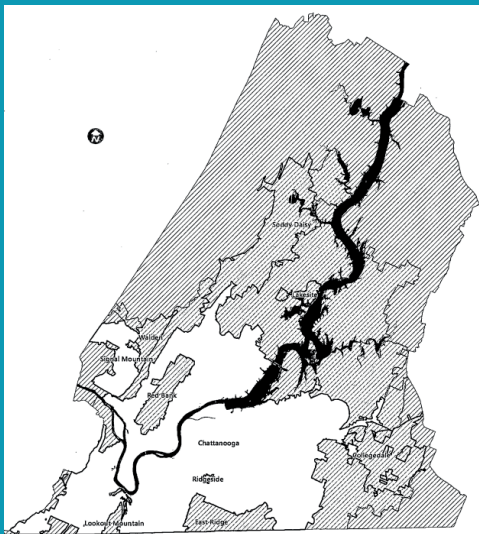 N
Soddy Daisy
Lakesite
Walden
Signal Mountain
Red Bank
Chattanooga
Collegedale
Ridgeside
Lookout Mountain
East Ridge